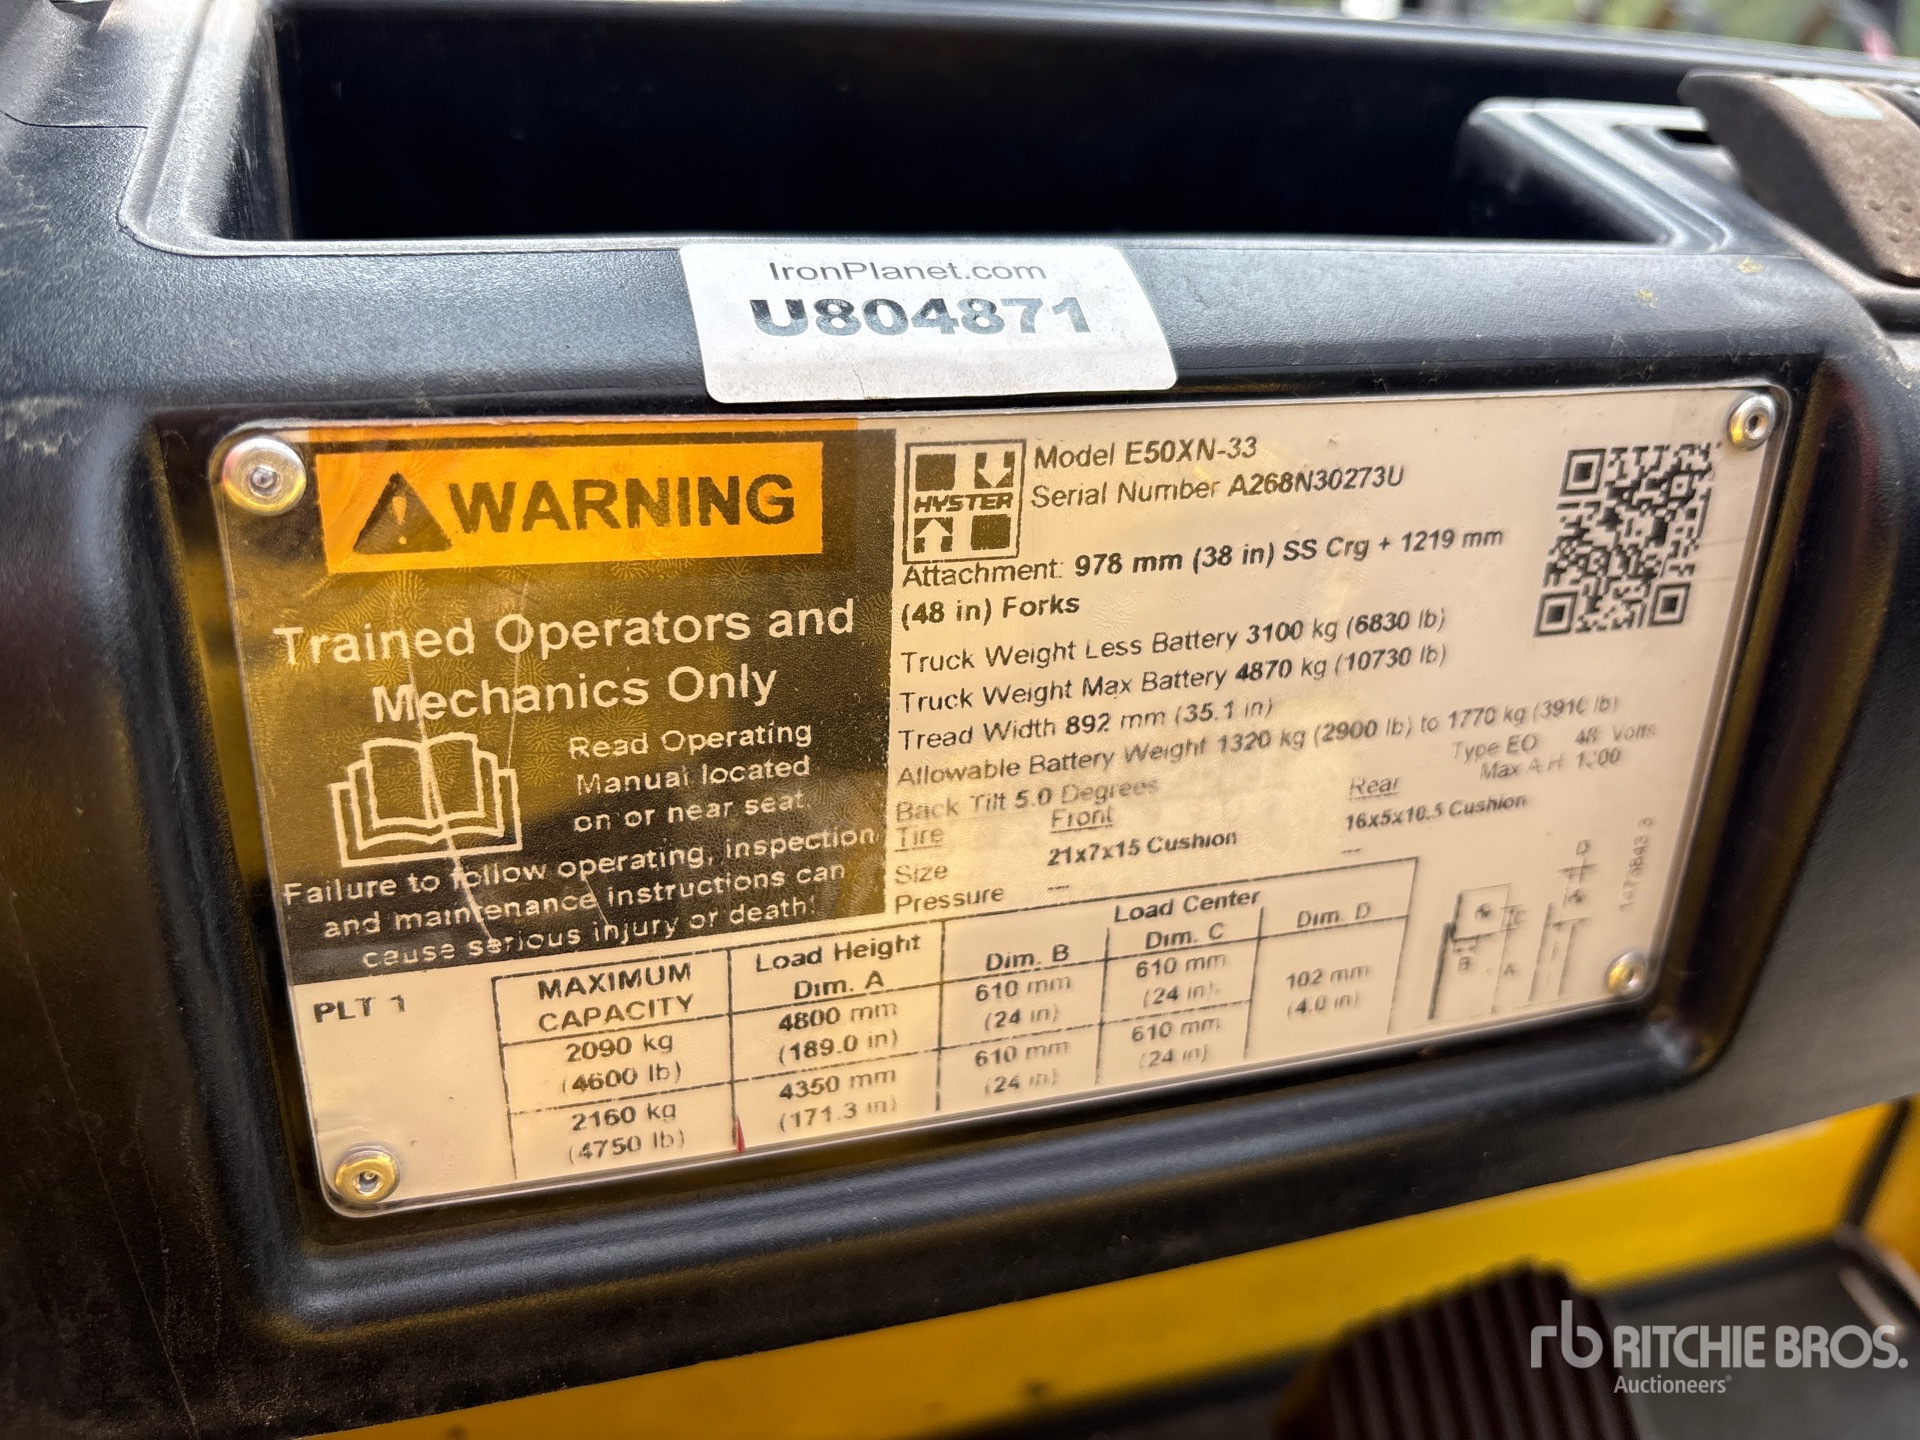 IronPlanet.com
U804871
WARNING
Trained Operators and
Mechanics Only
Read Operating
Manual located
on or near seat.
Failure to follow operating, inspection
and maintenance instructions can
cause serious injury or death!
HYSTER
Model E50XN-33
Serial Number A268N30273U
Attachment: 978 mm (38 in) SS Crg + 1219 mm
(48 in) Forks
Truck Weight Less Battery 3100 kg (6830 lb)
Truck Weight Max Battery 4870 kg (10730 lb)
Tread Width 892 mm (35.1 in)
Allowable Battery Weight 1320 kg (2900 lb) to 1770 kg (3910 lb)
Type EO 48 Volts
Back Tilt 5.0 Degrees Max A.H.
Tire Front Rear
Size 21x7x15 Cushion 16x5x10.5 Cushion
Pressure --- ---
PLT 1
MAXIMUM CAPACITY Load Height Dim. A Load Center
Dim. B Dim. C Dim. D
2090 kg (4600 lb) 4800 mm (189.0 in) 610 mm (24 in) 610 mm (24 in) 102 mm (4.0 in)
2160 kg (4750 lb) 4350 mm (171.3 in) 610 mm (24 in) 610 mm (24 in)
B A C D
rb RITCHIE BROS.
Auctioneers